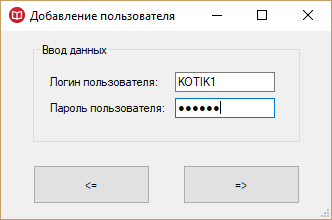 Добавление пользователя
Ввод данных
Логин пользователя: KOTIK1
Пароль пользователя: ●●●●●●
<= =>